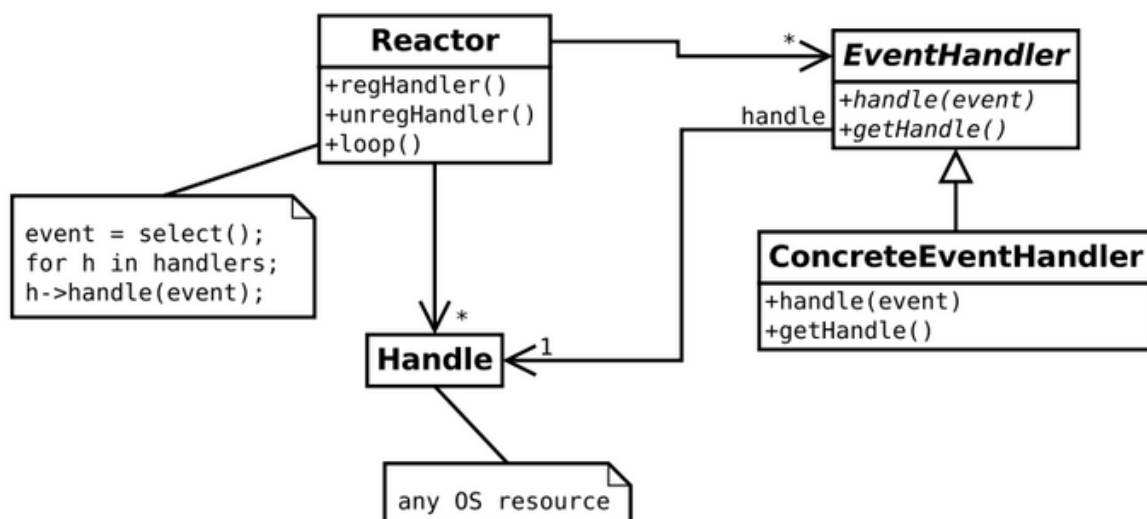 Reactor
+regHandler()
+unregHandler()
+loop()
*
EventHandler
+handle(event)
+getHandle()
handle
event = select();
for h in handlers;
h->handle(event);
ConcreteEventHandler
+handle(event)
+getHandle()
*
1
Handle
any OS resource